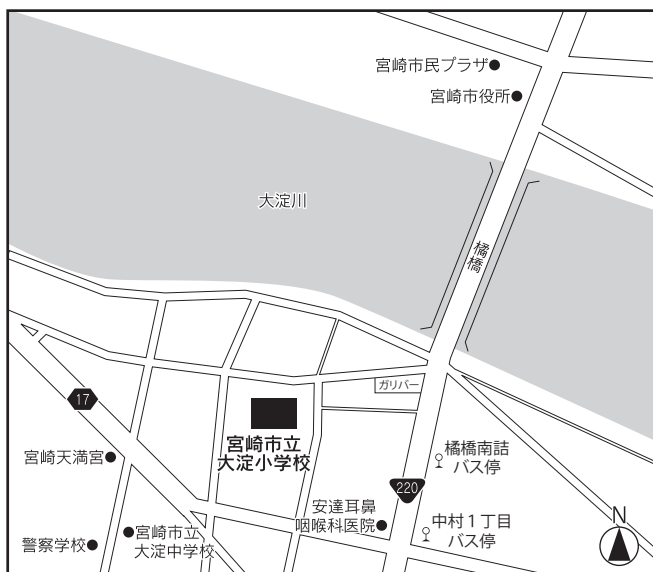 宮崎市民プラザ
宮崎市役所
大淀川
橘橋
ガリバー
17
宮崎市立
大淀小学校
宮崎天満宮
橘橋南詰
バス停
220
安達耳鼻
咽喉科医院
中村1丁目
バス停
宮崎市立
大淀中学校
警察学校
N